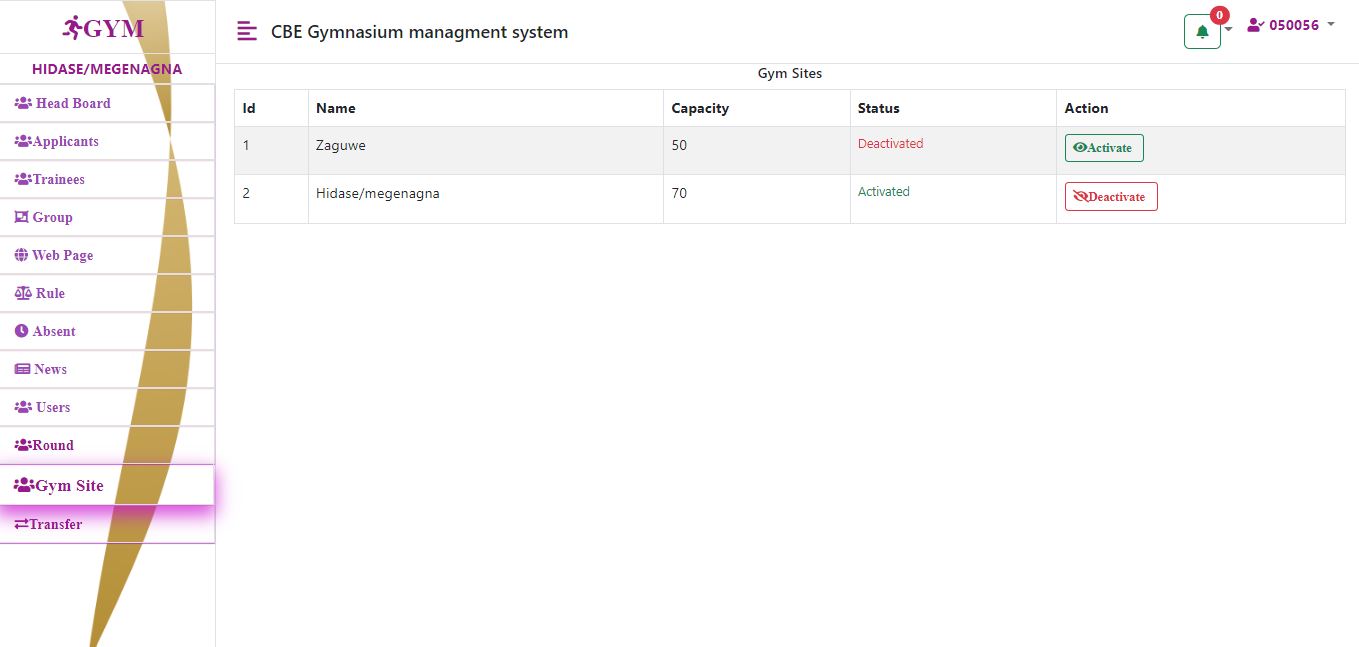 GYM
HIDASE/MEGENAGNA
Head Board
Applicants
Trainees
Group
Web Page
Rule
Absent
News
Users
Round
Gym Site
Transfer
CBE Gymnasium managment system
0
050056
Gym Sites
Id Name Capacity Status Action
1 Zaguwe 50 Deactivated Activate
2 Hidase/megenagna 70 Activated Deactivate